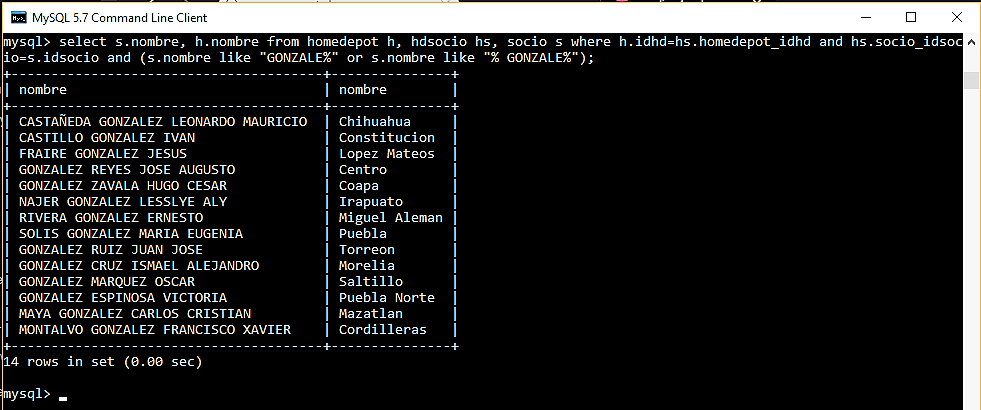 MySQL 5.7 Command Line Client
mysql> select s.nombre, h.nombre from homedepot h, hdsocio hs, socio s where h.idhd=hs.homedepot_idhd and hs.socio_idsoc
io=s.idsocio and (s.nombre like "GONZALE%" or s.nombre like "% GONZALE%");
+---------------------------------------+---------------+
| nombre                                | nombre        |
+---------------------------------------+---------------+
| CASTAÑEDA GONZALEZ LEONARDO MAURICIO  | Chihuahua     |
| CASTILLO GONZALEZ IVAN                | Constitucion  |
| FRAIRE GONZALEZ JESUS                 | Lopez Mateos  |
| GONZALEZ REYES JOSE AUGUSTO           | Centro        |
| GONZALEZ ZAVALA HUGO CESAR            | Coapa         |
| NAJER GONZALEZ LESSLYE ALY            | Irapuato      |
| RIVERA GONZALEZ ERNESTO               | Miguel Aleman |
| SOLIS GONZALEZ MARIA EUGENIA          | Puebla        |
| GONZALEZ RUIZ JUAN JOSE               | Torreon       |
| GONZALEZ CRUZ ISMAEL ALEJANDRO        | Morelia       |
| GONZALEZ MARQUEZ OSCAR                | Saltillo      |
| GONZALEZ ESPINOSA VICTORIA            | Puebla Norte  |
| MAYA GONZALEZ CARLOS CRISTIAN         | Mazatlan      |
| MONTALVO GONZALEZ FRANCISCO XAVIER    | Cordilleras   |
+---------------------------------------+---------------+
14 rows in set (0.00 sec)
mysql> _